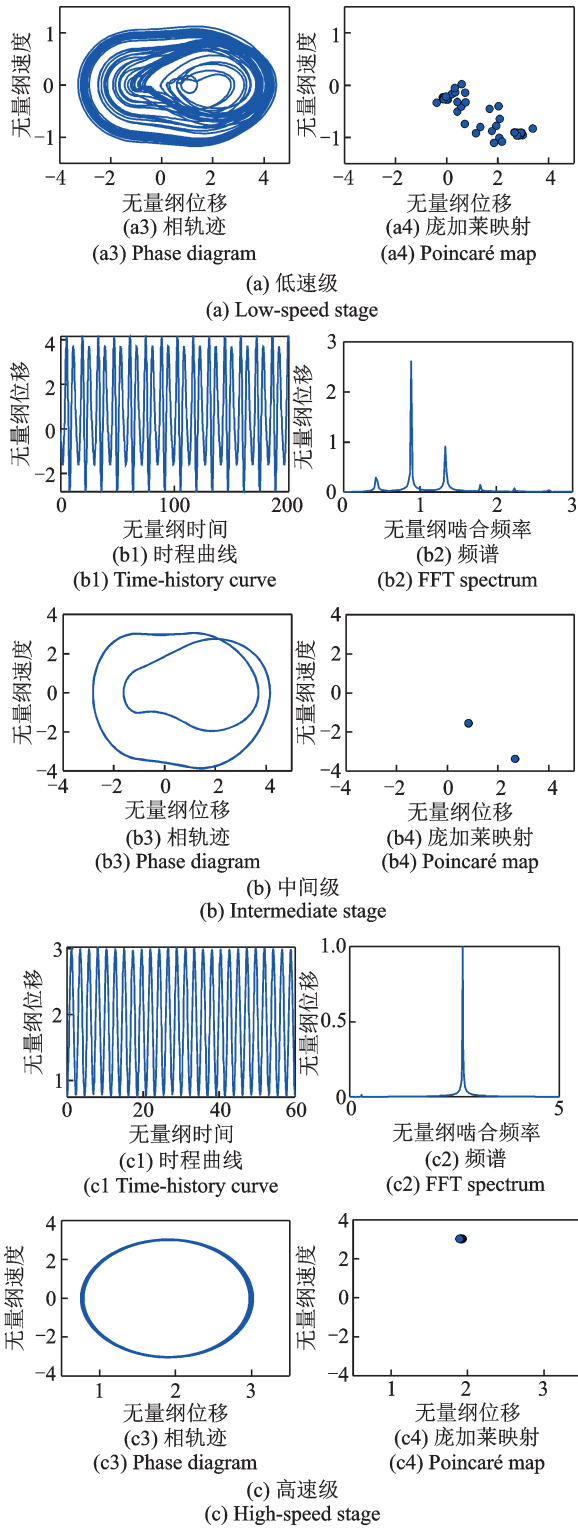 无量纲速度
1
0
−1
−4
−2
0
2
4
无量纲位移
(a3) 相轨迹
(a3) Phase diagram
无量纲速度
1
0
−1
−4
−2
0
2
4
无量纲位移
(a4) 庞加莱映射
(a4) Poincaré map
(a) 低速级
(a) Low-speed stage
无量纲位移
4
2
0
−2
0
100
200
无量纲时间
(b1) 时程曲线
(b1) Time-history curve
无量纲位移
3
2
1
0
0
1
2
3
无量纲啮合频率
(b2) 频谱
(b2) FFT spectrum
无量纲速度
4
2
0
−2
−4
−4
−2
0
2
4
无量纲位移
(b3) 相轨迹
(b3) Phase diagram
无量纲速度
4
2
0
−2
−4
−4
−2
0
2
4
无量纲位移
(b4) 庞加莱映射
(b4) Poincaré map
(b) 中间级
(b) Intermediate stage
无量纲位移
3
2
1
0
20
40
60
无量纲时间
(c1) 时程曲线
(c1 Time-history curve
无量纲位移
1.0
0.5
0
0
5
无量纲啮合频率
(c2) 频谱
(c2) FFT spectrum
无量纲速度
4
2
0
−2
−4
1
2
3
无量纲位移
(c3) 相轨迹
(c3) Phase diagram
无量纲速度
4
2
0
−2
−4
1
2
3
无量纲位移
(c4) 庞加莱映射
(c4) Poincaré map
(c) 高速级
(c) High-speed stage